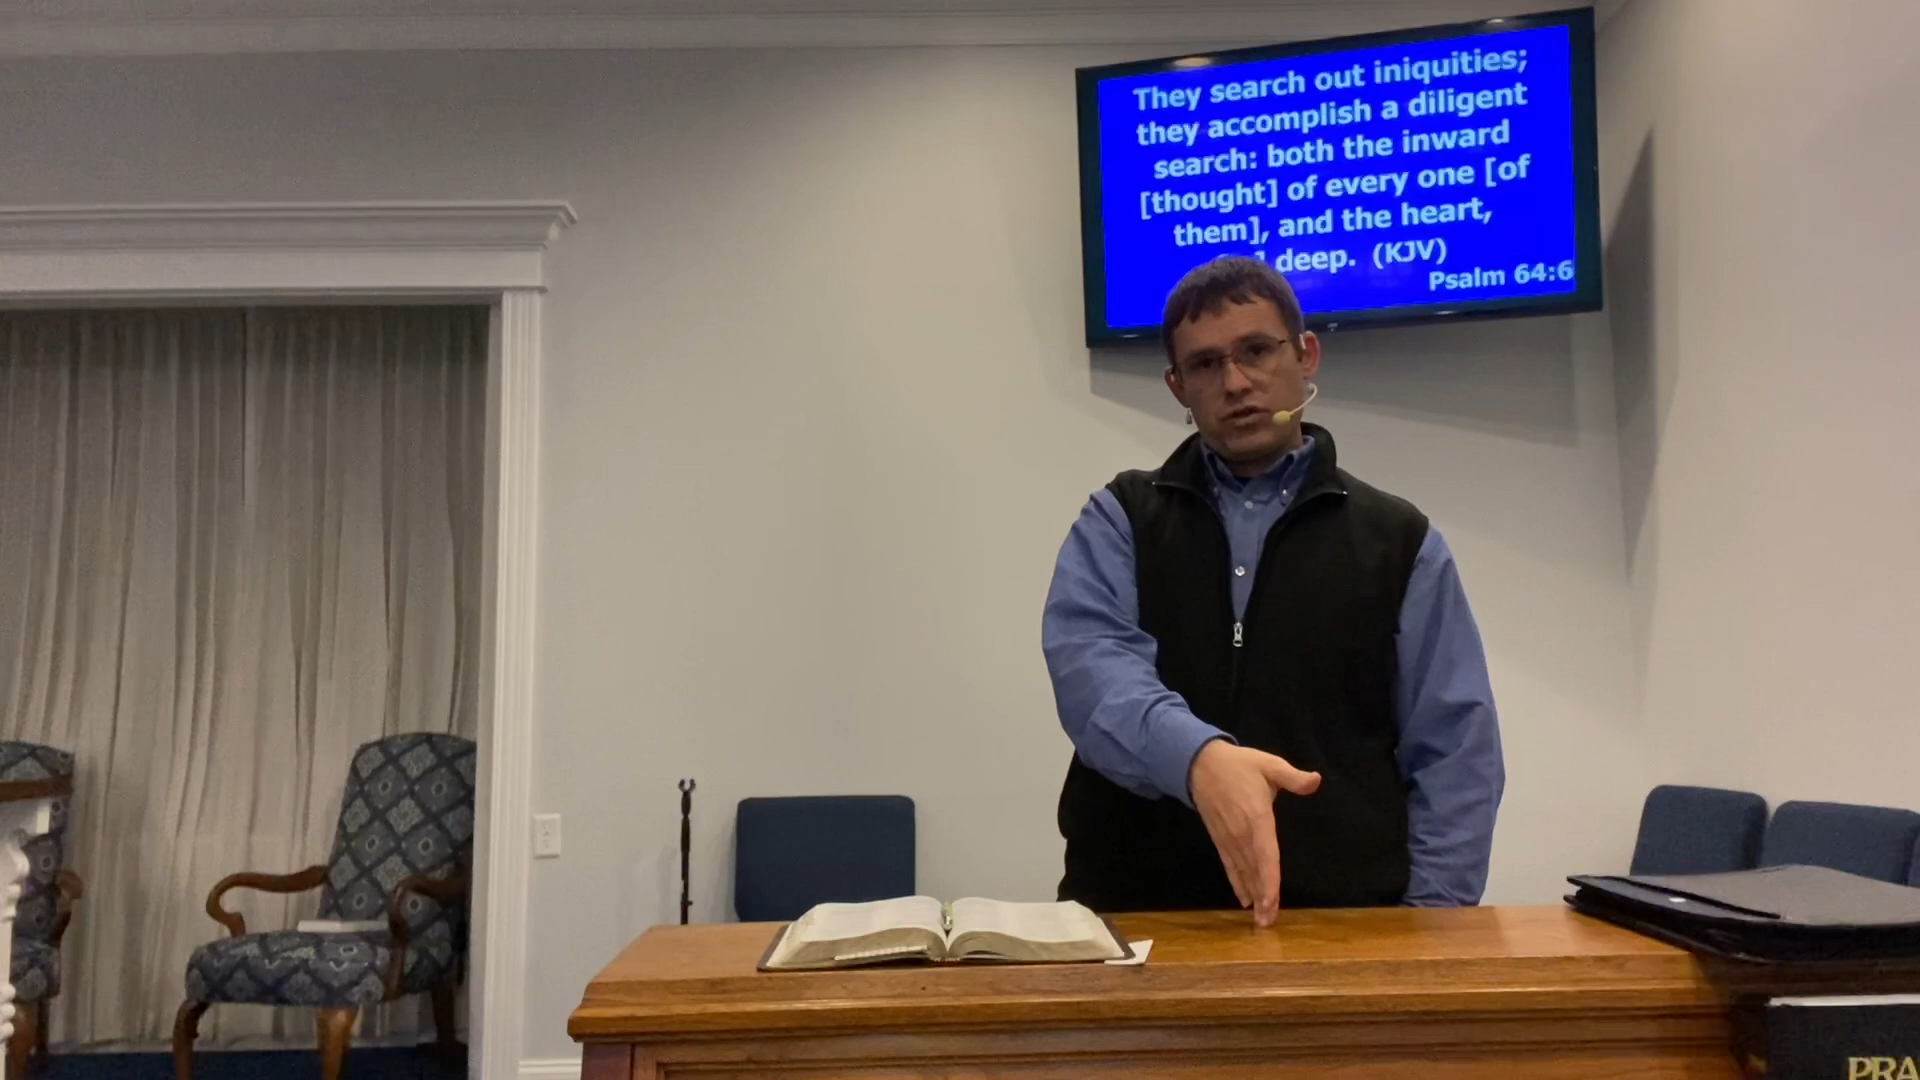 They search out iniquities;
they accomplish a diligent
search: both the inward
[thought] of every one [of
them], and the heart,
] deep. (KJV)
Psalm 64:6
PRA